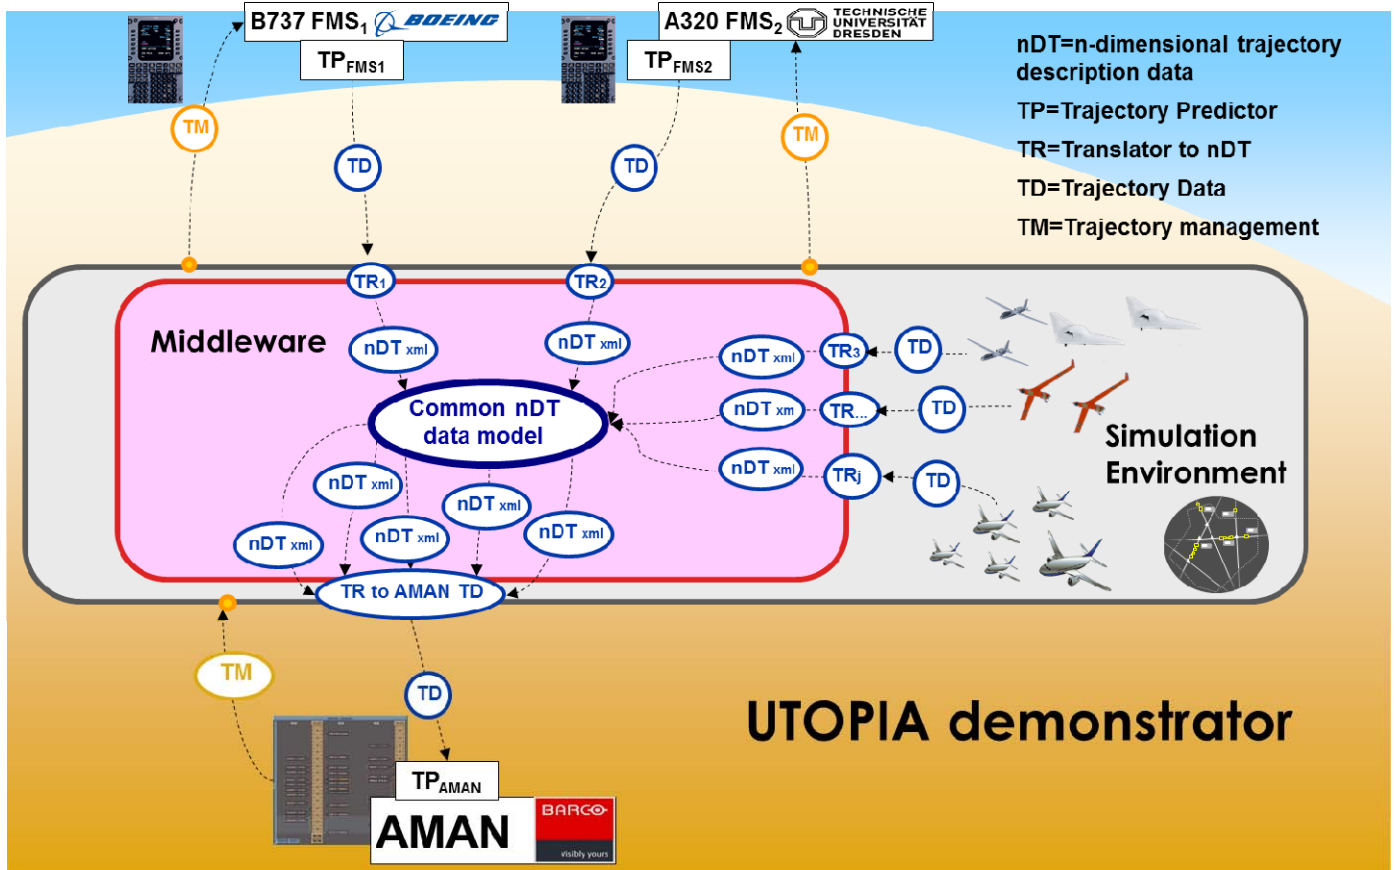 B737 FMS1 BOEING
TPFMS1
A320 FMS2 TECHNISCHE
UNIVERSITÄT
DRESDEN
TPFMS2
nDT=n-dimensional trajectory
description data
TP=Trajectory Predictor
TR=Translator to nDT
TD=Trajectory Data
TM=Trajectory management
TM
TD
TD
TM
TR1
TR2
Middleware
nDT xml
nDT xml
nDT xml
TR3
TD
Common nDT
data model
nDT xm
TR...
TD
nDT xml
TRj
TD
Simulation
Environment
nDT xml
nDT xml
nDT xml
nDT xml
nDT xml
TR to AMAN TD
TM
TD
UTOPIA demonstrator
TPAMAN
AMAN
BARCO
visibly yours